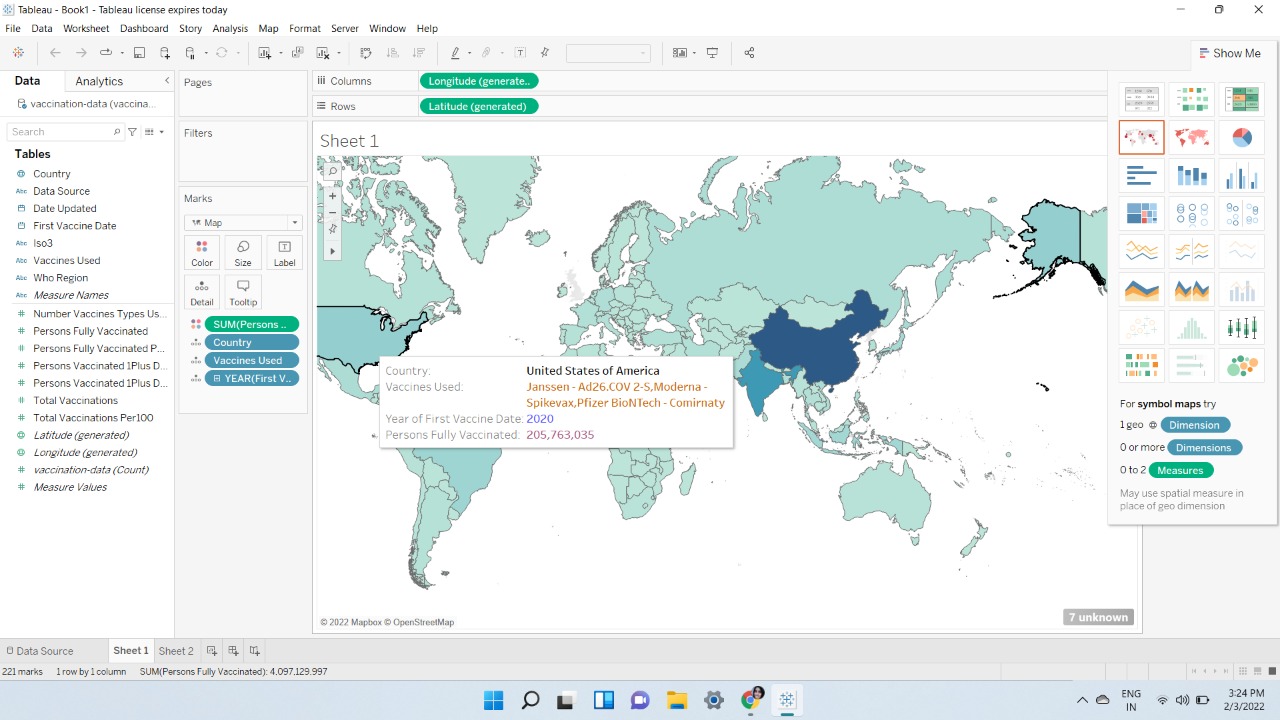 Tableau - Book1 - Tableau license expires today
File Data Worksheet Dashboard Story Analysis Map Format Server Window Help
Show Me
Data Analytics
vaccination-data (vaccina...
Search
Tables
Country
Abc Data Source
Date Updated
First Vaccine Date
Abc Iso3
Abc Vaccines Used
Abc Who Region
Abc Measure Names
Number Vaccines Types Us...
Persons Fully Vaccinated
Persons Fully Vaccinated P...
Persons Vaccinated 1Plus D...
Persons Vaccinated 1Plus D...
Total Vaccinations
Total Vaccinations Per100
Latitude (generated)
Longitude (generated)
vaccination-data (Count)
Measure Values
Pages
Filters
Marks
Map
Color Size Label
Detail Tooltip
SUM(Persons ..
Country
Vaccines Used
YEAR(First V..
Columns Longitude (generate..
Rows Latitude (generated)
Sheet 1
Country: United States of America
Vaccines Used: Janssen - Ad26.COV 2-S,Moderna -
Spikevax,Pfizer BioNTech - Comirnaty
Year of First Vaccine Date: 2020
Persons Fully Vaccinated: 205,763,035
© 2022 Mapbox © OpenStreetMap
7 unknown
For symbol maps try
1 geo Dimension
0 or more Dimensions
0 to 2 Measures
May use spatial measure in
place of geo dimension
Data Source Sheet 1 Sheet 2
221 marks 1 row by 1 column SUM(Persons Fully Vaccinated): 4,097,129,997
ENG
IN
3:24 PM
2/3/2022